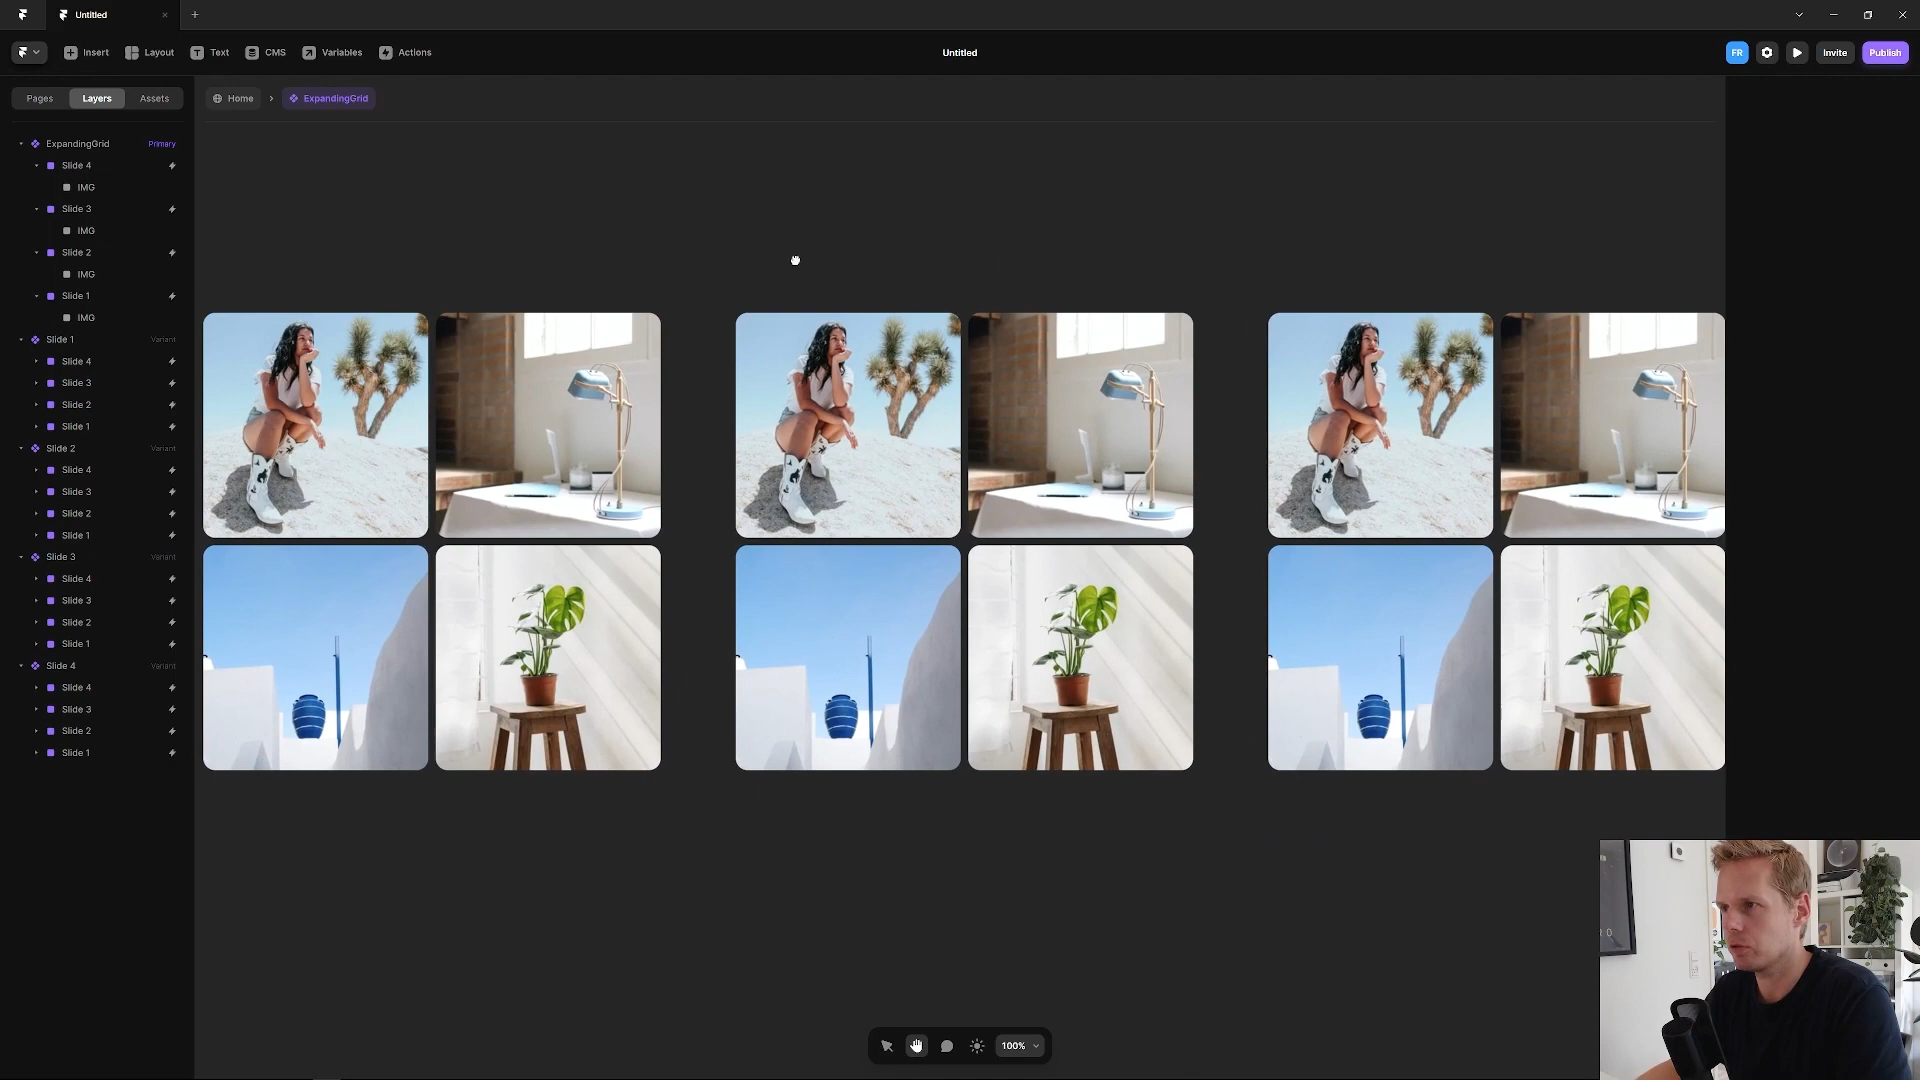 Untitled
Insert
Layout
Text
CMS
Variables
Actions
Untitled
FR
Invite
Publish
Pages
Layers
Assets
Home
ExpandingGrid
ExpandingGrid
Primary
Slide 4
IMG
Slide 3
IMG
Slide 2
IMG
Slide 1
IMG
Slide 1
Variant
Slide 4
Slide 3
Slide 2
Slide 1
Slide 2
Variant
Slide 4
Slide 3
Slide 2
Slide 1
Slide 3
Variant
Slide 4
Slide 3
Slide 2
Slide 1
Slide 4
Variant
Slide 4
Slide 3
Slide 2
Slide 1
100%